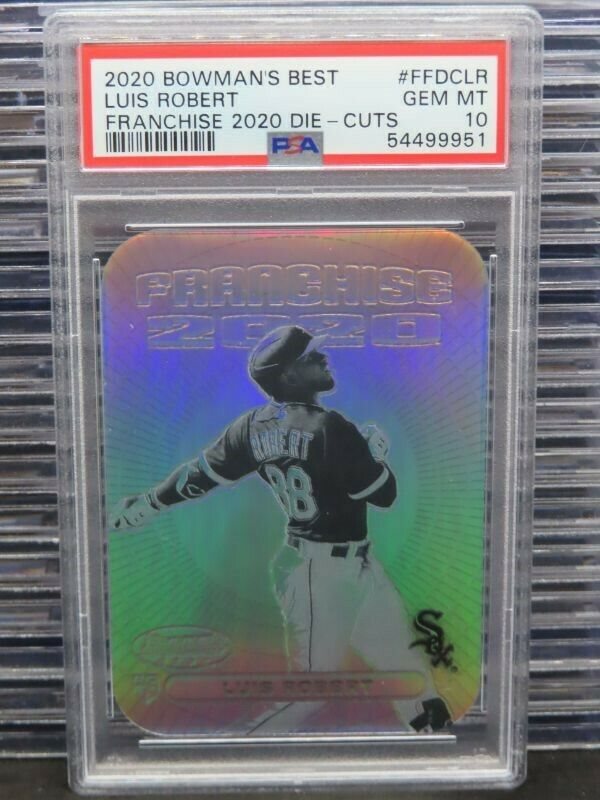 2020 BOWMAN'S BEST #FFDCLR
LUIS ROBERT GEM MT
FRANCHISE 2020 DIE-CUTS 10
PSA 54499951
FRANCHISE
2020
ROBERT
88
Sox
LUIS ROBERT